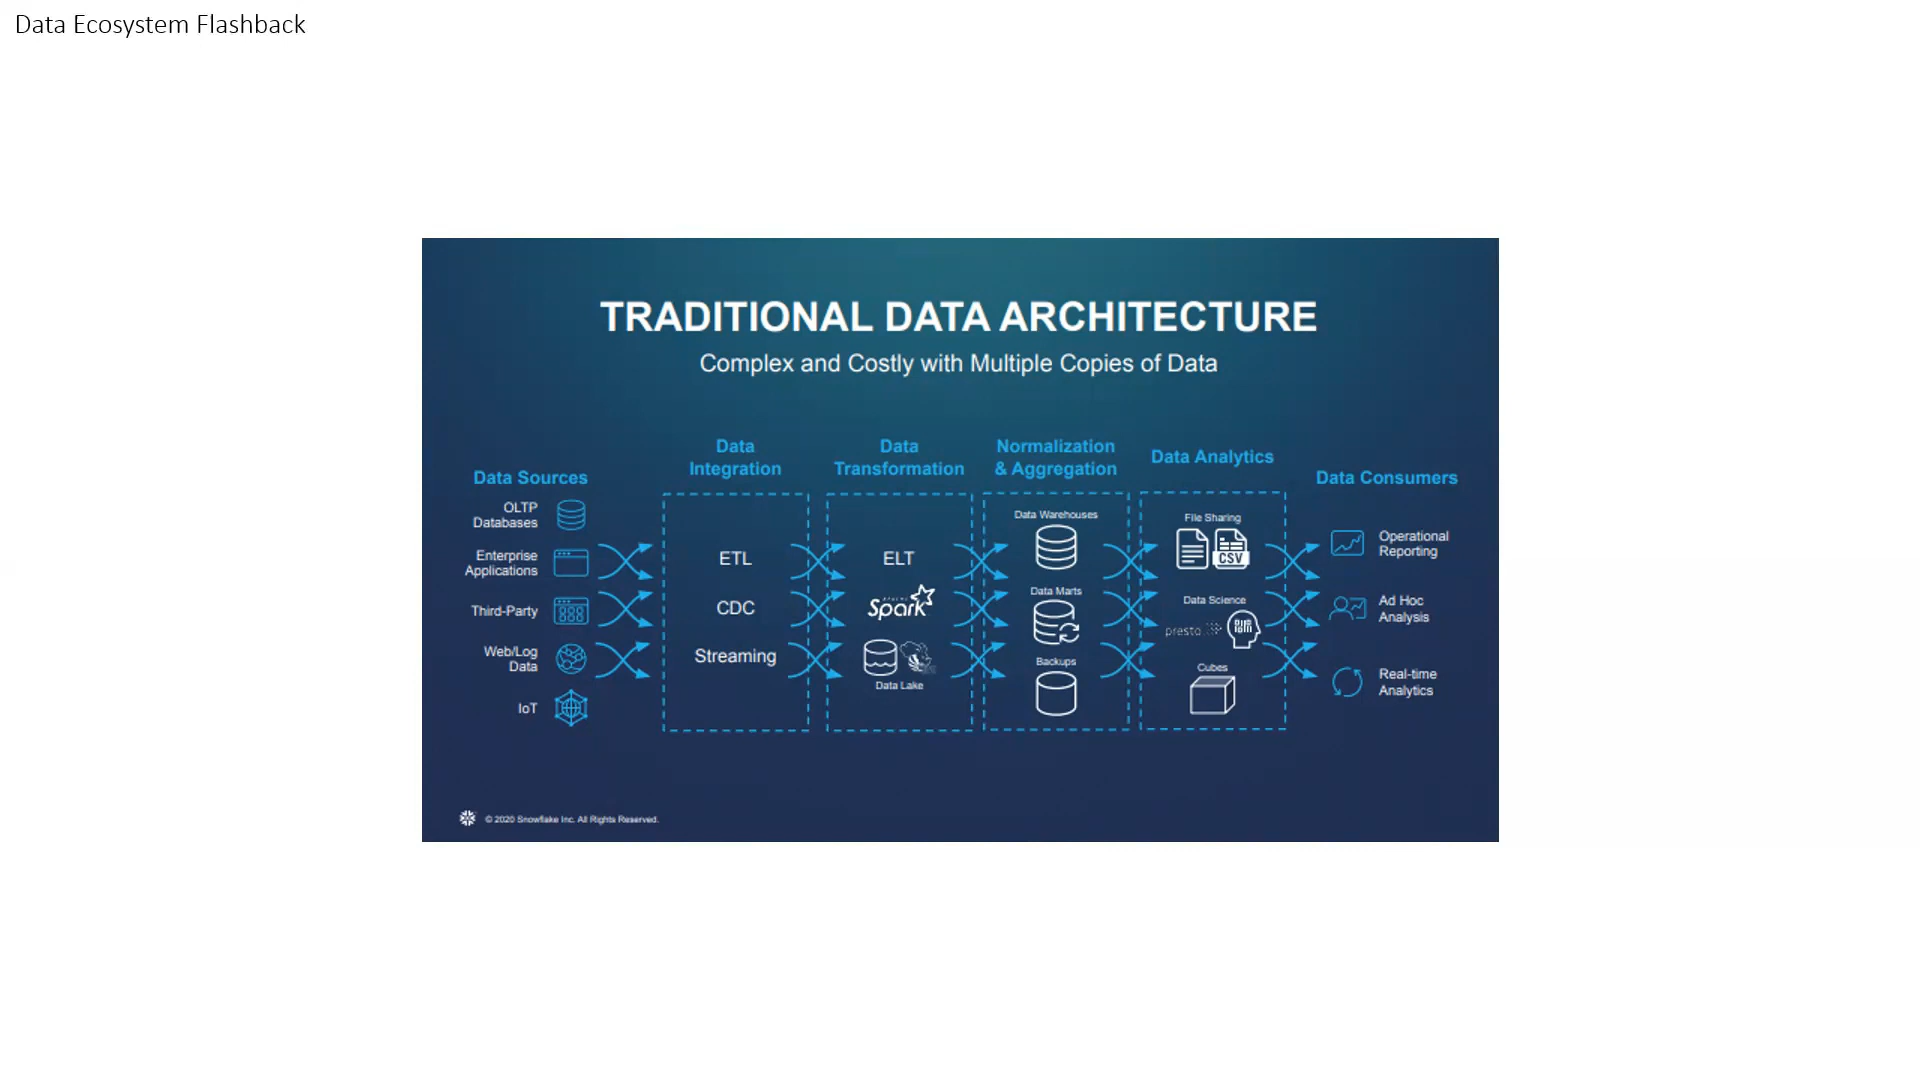 Data Ecosystem Flashback
TRADITIONAL DATA ARCHITECTURE
Complex and Costly with Multiple Copies of Data
Data Sources
OLTP
Databases
Enterprise
Applications
Third-Party
Web/Log
Data
IoT
Data
Integration
ETL
CDC
Streaming
Data
Transformation
ELT
APACHE
Spark
Data Lake
Normalization
& Aggregation
Data Warehouses
Data Marts
Backups
Data Analytics
File Sharing
CSV
Data Science
presto
Cubes
Data Consumers
Operational
Reporting
Ad Hoc
Analysis
Real-time
Analytics
© 2020 Snowflake Inc. All Rights Reserved.